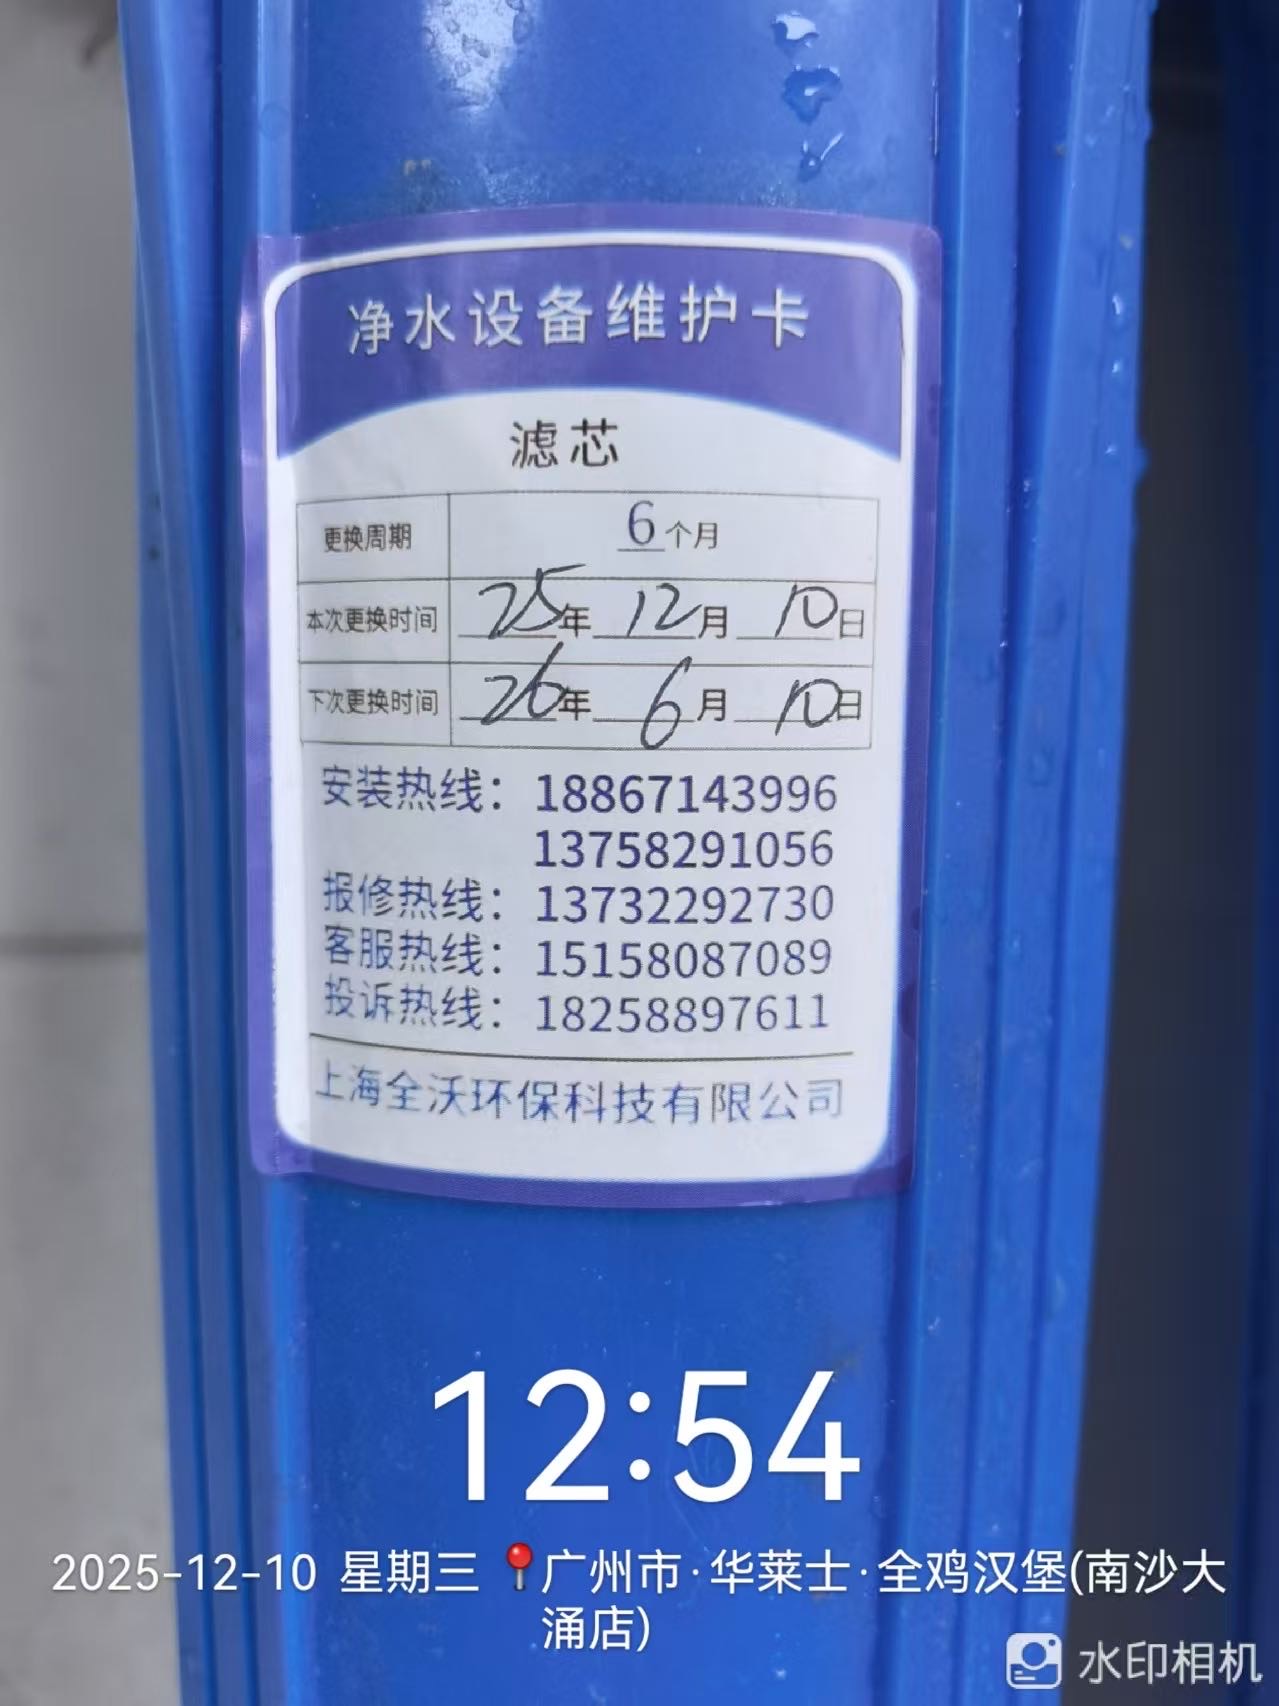 净水设备维护卡
滤芯
更换周期 6个月
本次更换时间 25年 12月 10日
下次更换时间 26年 6月 10日
安装热线：18867143996
13758291056
报修热线：13732292730
客服热线：15158087089
投诉热线：18258897611
上海全沃环保科技有限公司
12:54
2025-12-10 星期三 📍广州市·华莱士·全鸡汉堡(南沙大
涌店)
水印相机